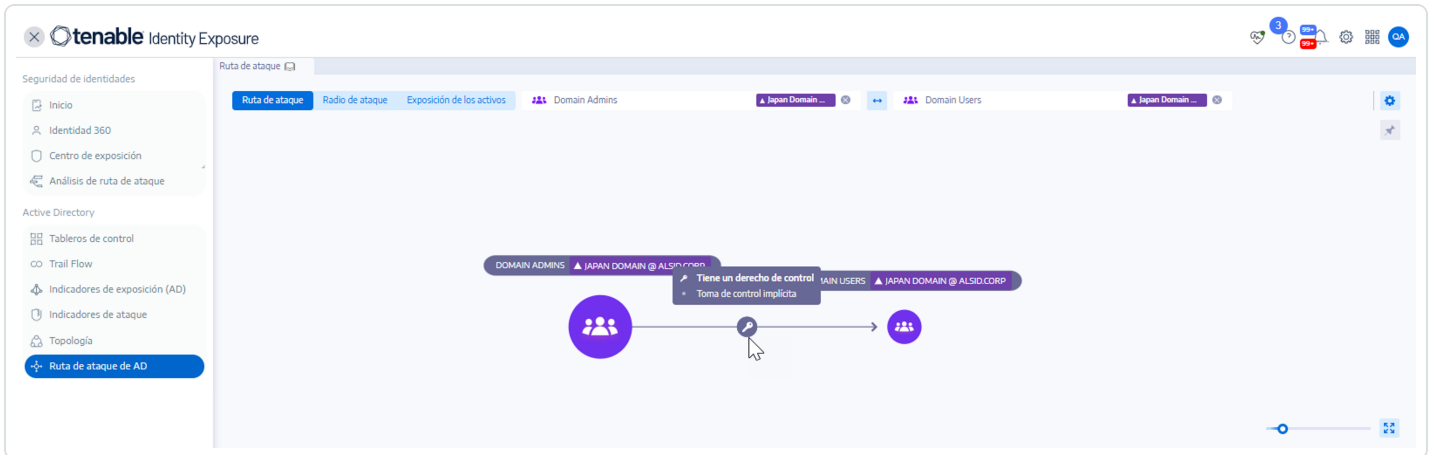 tenable Identity Exposure
3
99+
99+
QA
Seguridad de identidades
Inicio
Identidad 360
Centro de exposición
Análisis de ruta de ataque
Active Directory
Tableros de control
Trail Flow
Indicadores de exposición (AD)
Indicadores de ataque
Topología
Ruta de ataque de AD
Ruta de ataque
Ruta de ataque Radio de ataque Exposición de los activos Domain Admins Japan Domain ... Domain Users Japan Domain ...
DOMAIN ADMINS JAPAN DOMAIN @ ALSID.CORP
Tiene un derecho de control
Toma de control implícita
MAIN USERS JAPAN DOMAIN @ ALSID.CORP